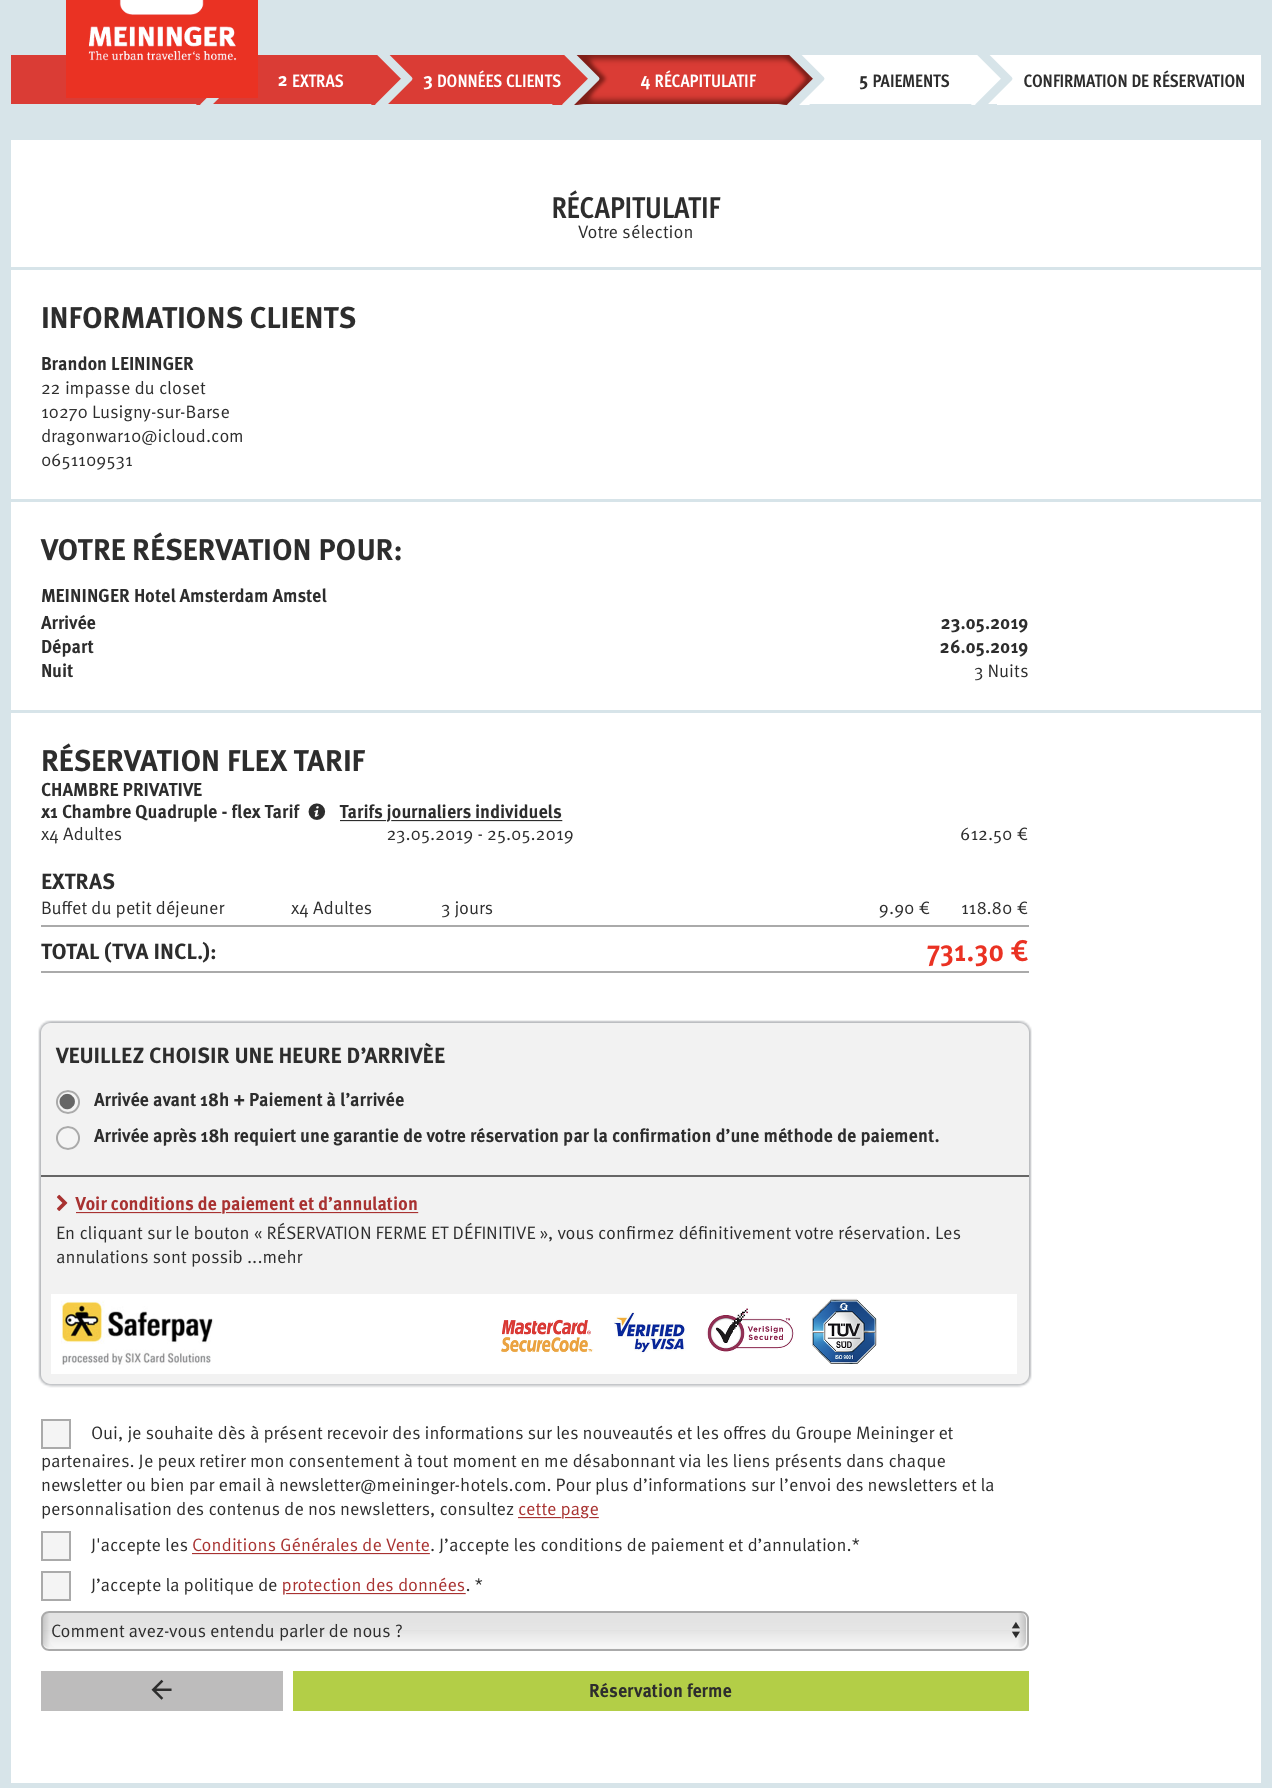 MEININGER
The urban traveller's home.
2 EXTRAS
3 DONNÉES CLIENTS
4 RÉCAPITULATIF
5 PAIEMENTS
CONFIRMATION DE RÉSERVATION
RÉCAPITULATIF
Votre sélection
INFORMATIONS CLIENTS
Brandon LEININGER
22 impasse du closet
10270 Lusigny-sur-Barse
dragonwar10@icloud.com
0651109531
VOTRE RÉSERVATION POUR:
MEININGER Hotel Amsterdam Amstel
Arrivée 23.05.2019
Départ 26.05.2019
Nuit 3 Nuits
RÉSERVATION FLEX TARIF
CHAMBRE PRIVATIVE
x1 Chambre Quadruple - flex Tarif i Tarifs journaliers individuels
x4 Adultes 23.05.2019 - 25.05.2019 612.50 €
EXTRAS
Buffet du petit déjeuner x4 Adultes 3 jours 9.90 € 118.80 €
TOTAL (TVA INCL.): 731.30 €
VEUILLEZ CHOISIR UNE HEURE D’ARRIVÈE
Arrivée avant 18h + Paiement à l’arrivée
Arrivée après 18h requiert une garantie de votre réservation par la confirmation d’une méthode de paiement.
Voir conditions de paiement et d’annulation
En cliquant sur le bouton « RÉSERVATION FERME ET DÉFINITIVE », vous confirmez définitivement votre réservation. Les
annulations sont possib ...mehr
Saferpay
processed by SIX Card Solutions
MasterCard.
SecureCode.
VERIFIED
by VISA
VeriSign
Secured
TÜV
SÜD
ISO 9001
Oui, je souhaite dès à présent recevoir des informations sur les nouveautés et les offres du Groupe Meininger et
partenaires. Je peux retirer mon consentement à tout moment en me désabonnant via les liens présents dans chaque
newsletter ou bien par email à newsletter@meininger-hotels.com. Pour plus d’informations sur l’envoi des newsletters et la
personnalisation des contenus de nos newsletters, consultez cette page
J'accepte les Conditions Générales de Vente. J’accepte les conditions de paiement et d’annulation.*
J’accepte la politique de protection des données. *
Comment avez-vous entendu parler de nous ?
Réservation ferme